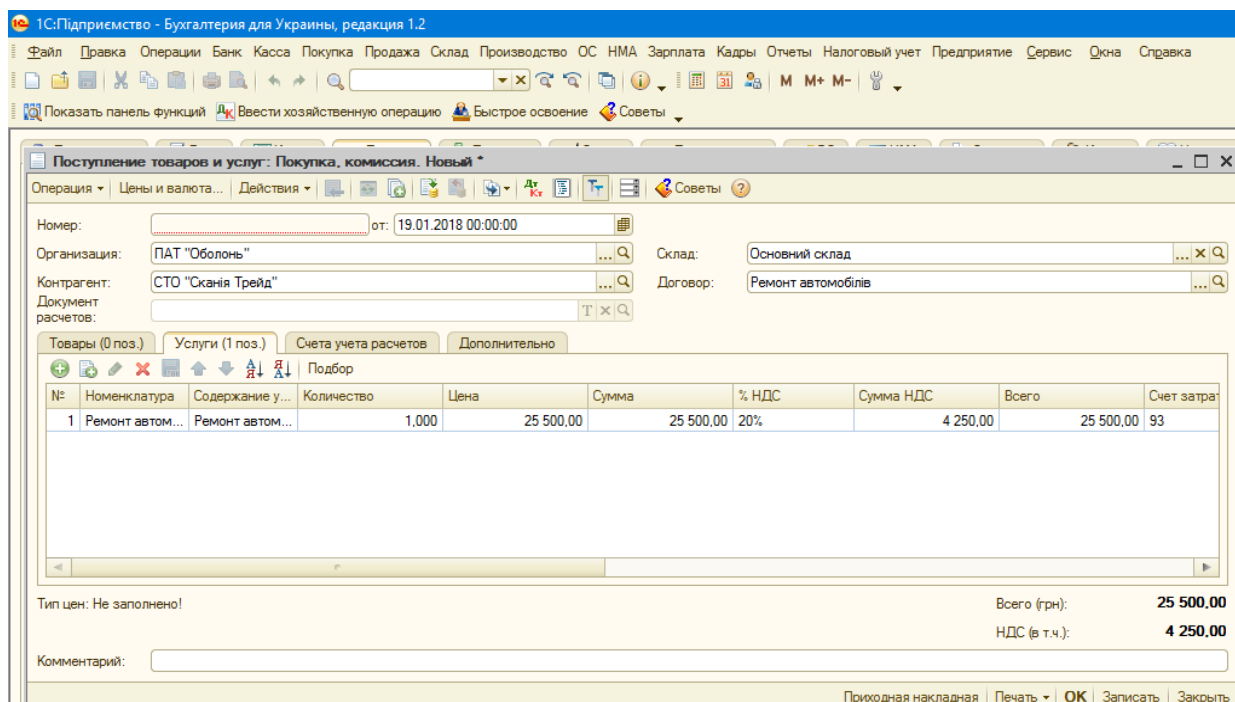 1С:Підприємство - Бухгалтерия для Украины, редакция 1.2
Файл Правка Операции Банк Касса Покупка Продажа Склад Производство ОС НМА Зарплата Кадры Отчеты Налоговый учет Предприятие Сервис Окна Справка
М М+ М-
Показать панель функций Ввести хозяйственную операцию Быстрое освоение Советы
Поступление товаров и услуг: Покупка, комиссия. Новый *
Операция Цены и валюта... Действия Советы
Номер: от: 19.01.2018 00:00:00
Организация: ПАТ "Оболонь" Склад: Основний склад
Контрагент: СТО "Сканія Трейд" Договор: Ремонт автомобілів
Документ расчетов:
Товары (0 поз.) Услуги (1 поз.) Счета учета расчетов Дополнительно
Подбор
№ Номенклатура Содержание у... Количество Цена Сумма % НДС Сумма НДС Всего Счет затрат
1 Ремонт автом... Ремонт автом... 1,000 25 500,00 25 500,00 20% 4 250,00 25 500,00 93
Тип цен: Не заполнено! Всего (грн): 25 500,00
НДС (в т.ч.): 4 250,00
Комментарий:
Приходная накладная Печать ОК Записать Закрыть